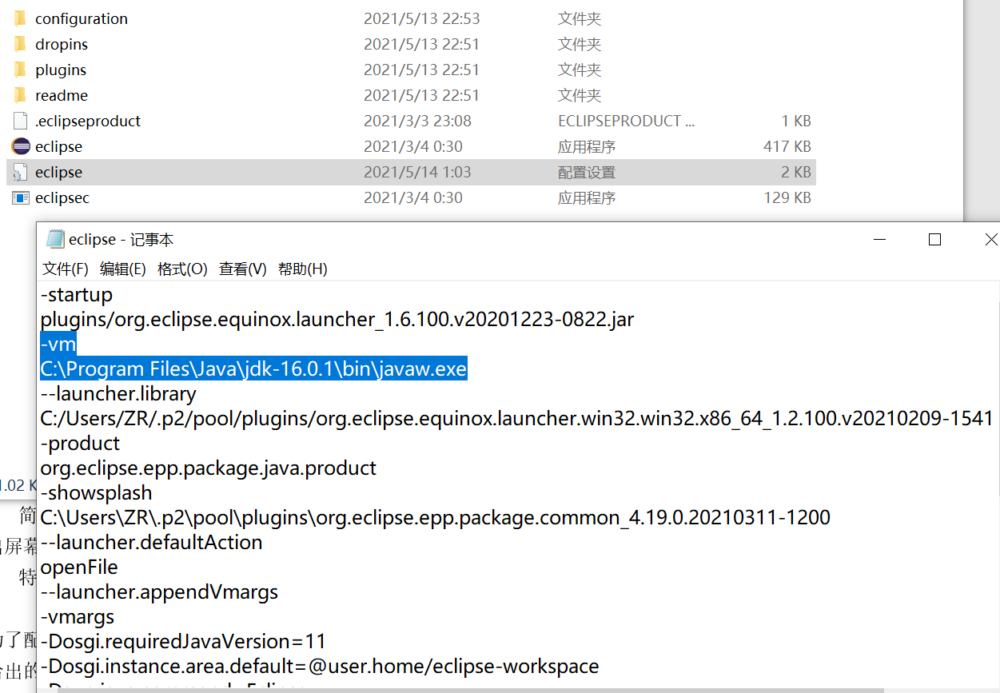 configuration 2021/5/13 22:53 文件夹
dropins 2021/5/13 22:51 文件夹
plugins 2021/5/13 22:51 文件夹
readme 2021/5/13 22:51 文件夹
.eclipseproduct 2021/3/3 23:08 ECLIPSEPRODUCT ... 1 KB
eclipse 2021/3/4 0:30 应用程序 417 KB
eclipse 2021/5/14 1:03 配置设置 2 KB
eclipsec 2021/3/4 0:30 应用程序 129 KB
eclipse - 记事本
文件(F) 编辑(E) 格式(O) 查看(V) 帮助(H)
-startup
plugins/org.eclipse.equinox.launcher_1.6.100.v20201223-0822.jar
-vm
C:\Program Files\Java\jdk-16.0.1\bin\javaw.exe
--launcher.library
C:/Users/ZR/.p2/pool/plugins/org.eclipse.equinox.launcher.win32.win32.x86_64_1.2.100.v20210209-1541
-product
org.eclipse.epp.package.java.product
-showsplash
C:\Users\ZR\.p2\pool\plugins\org.eclipse.epp.package.common_4.19.0.20210311-1200
--launcher.defaultAction
openFile
--launcher.appendVmargs
-vmargs
-Dosgi.requiredJavaVersion=11
-Dosgi.instance.area.default=@user.home/eclipse-workspace
.02 K
简
屏幕
特
了配
出的